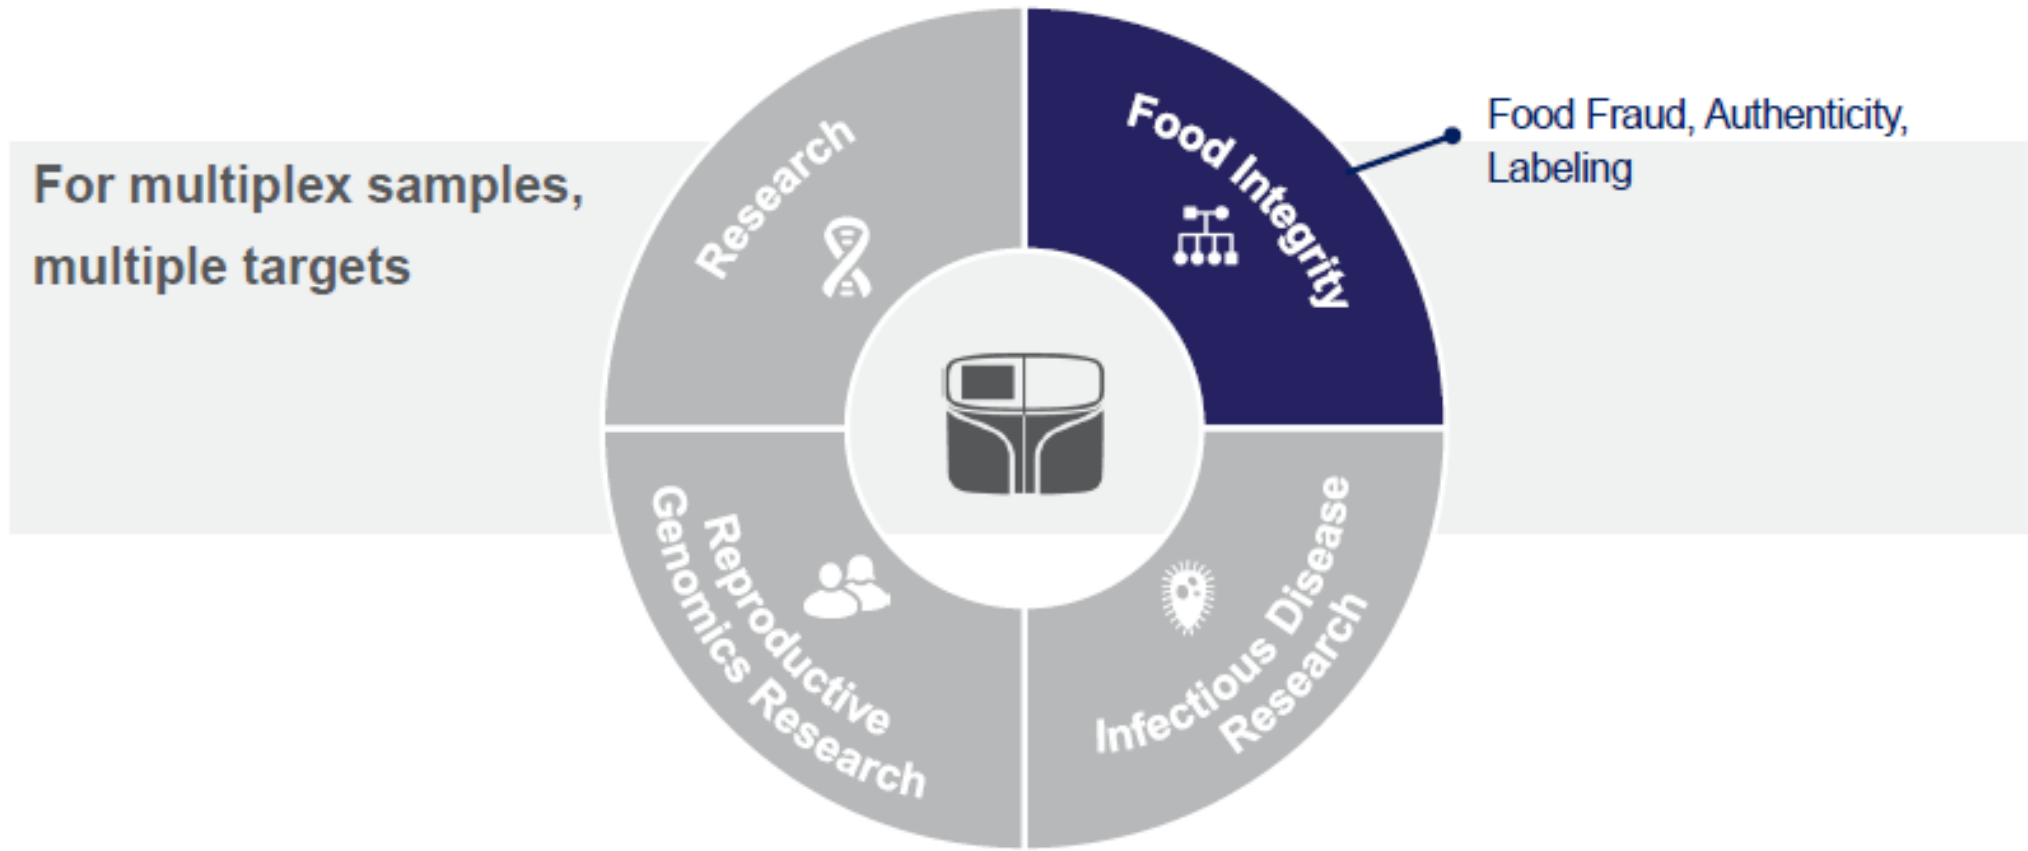 For multiplex samples,
multiple targets
Research
Food Integrity
Food Fraud, Authenticity,
Labeling
Reproductive
Genomics Research
Infectious Disease
Research